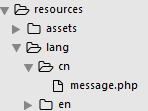 resources
assets
lang
cn
message.php
en